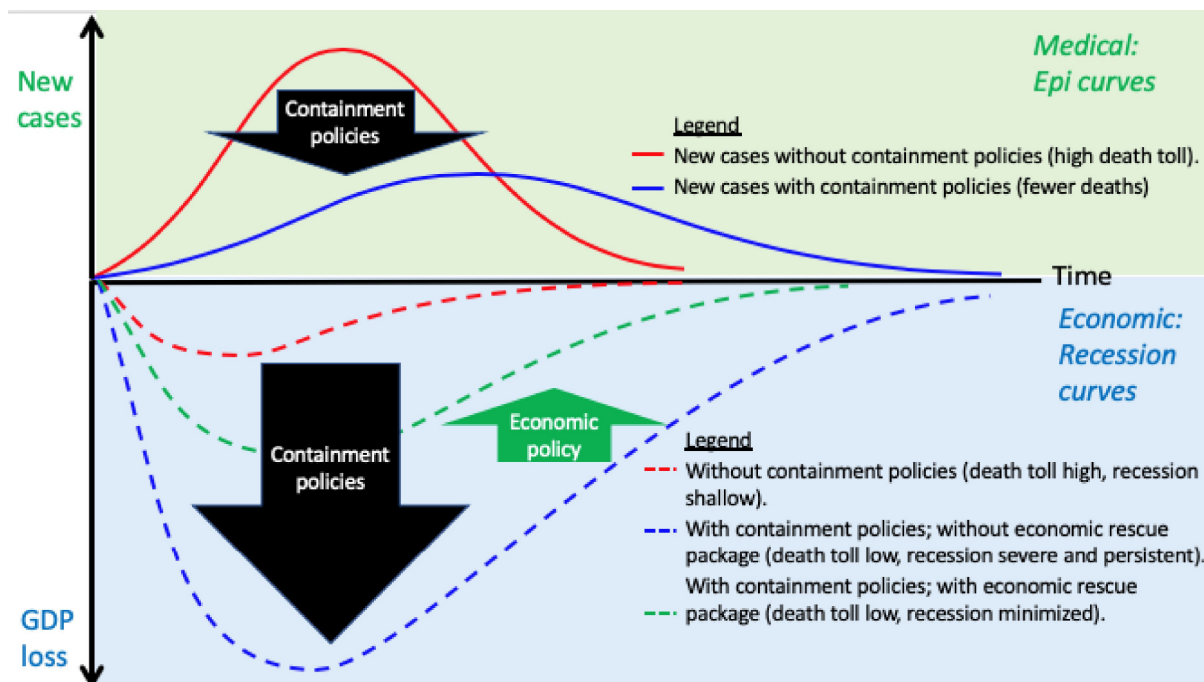 New
cases
Medical:
Epi curves
Containment
policies
Legend
New cases without containment policies (high death toll).
New cases with containment policies (fewer deaths)
Time
Economic:
Recession
curves
Economic
policy
Containment
policies
Legend
Without containment policies (death toll high, recession
shallow).
With containment policies; without economic rescue
package (death toll low, recession severe and persistent).
With containment policies; with economic rescue
package (death toll low, recession minimized).
GDP
loss